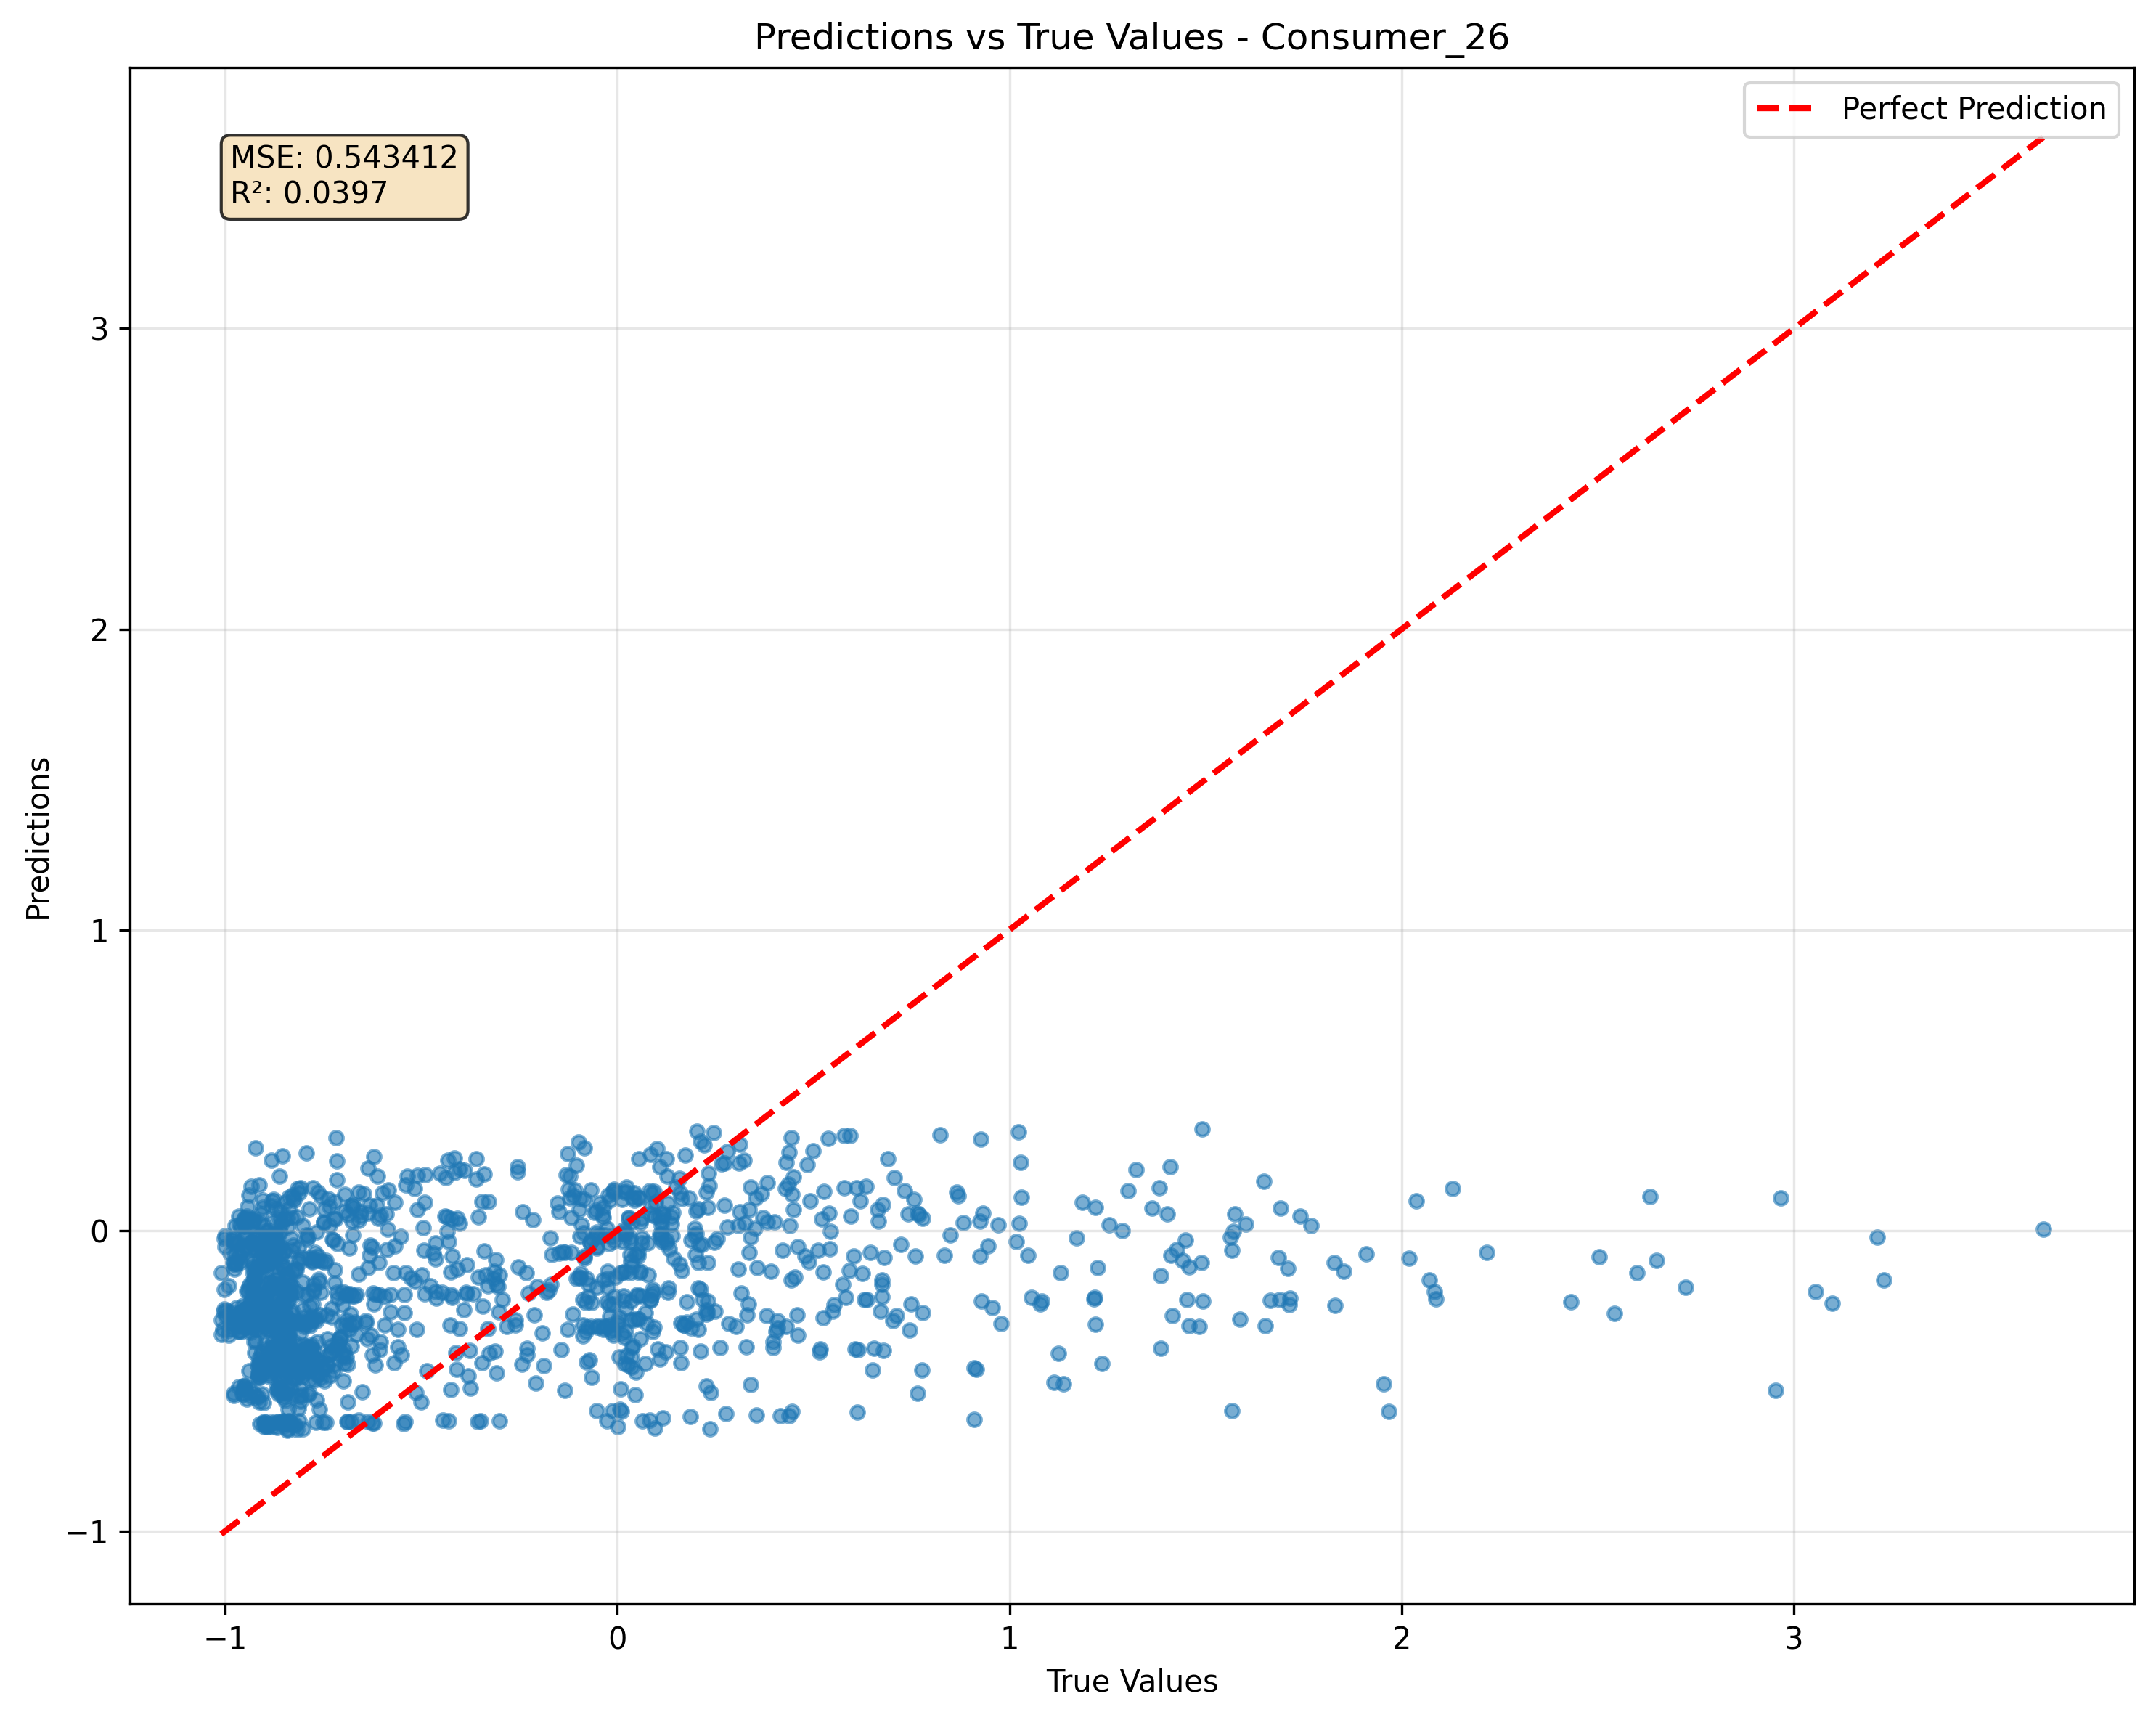 Predictions vs True Values - Consumer_26
Perfect Prediction
MSE: 0.543412
R²: 0.0397
3
2
1
0
−1
Predictions
−1 0 1 2 3
True Values